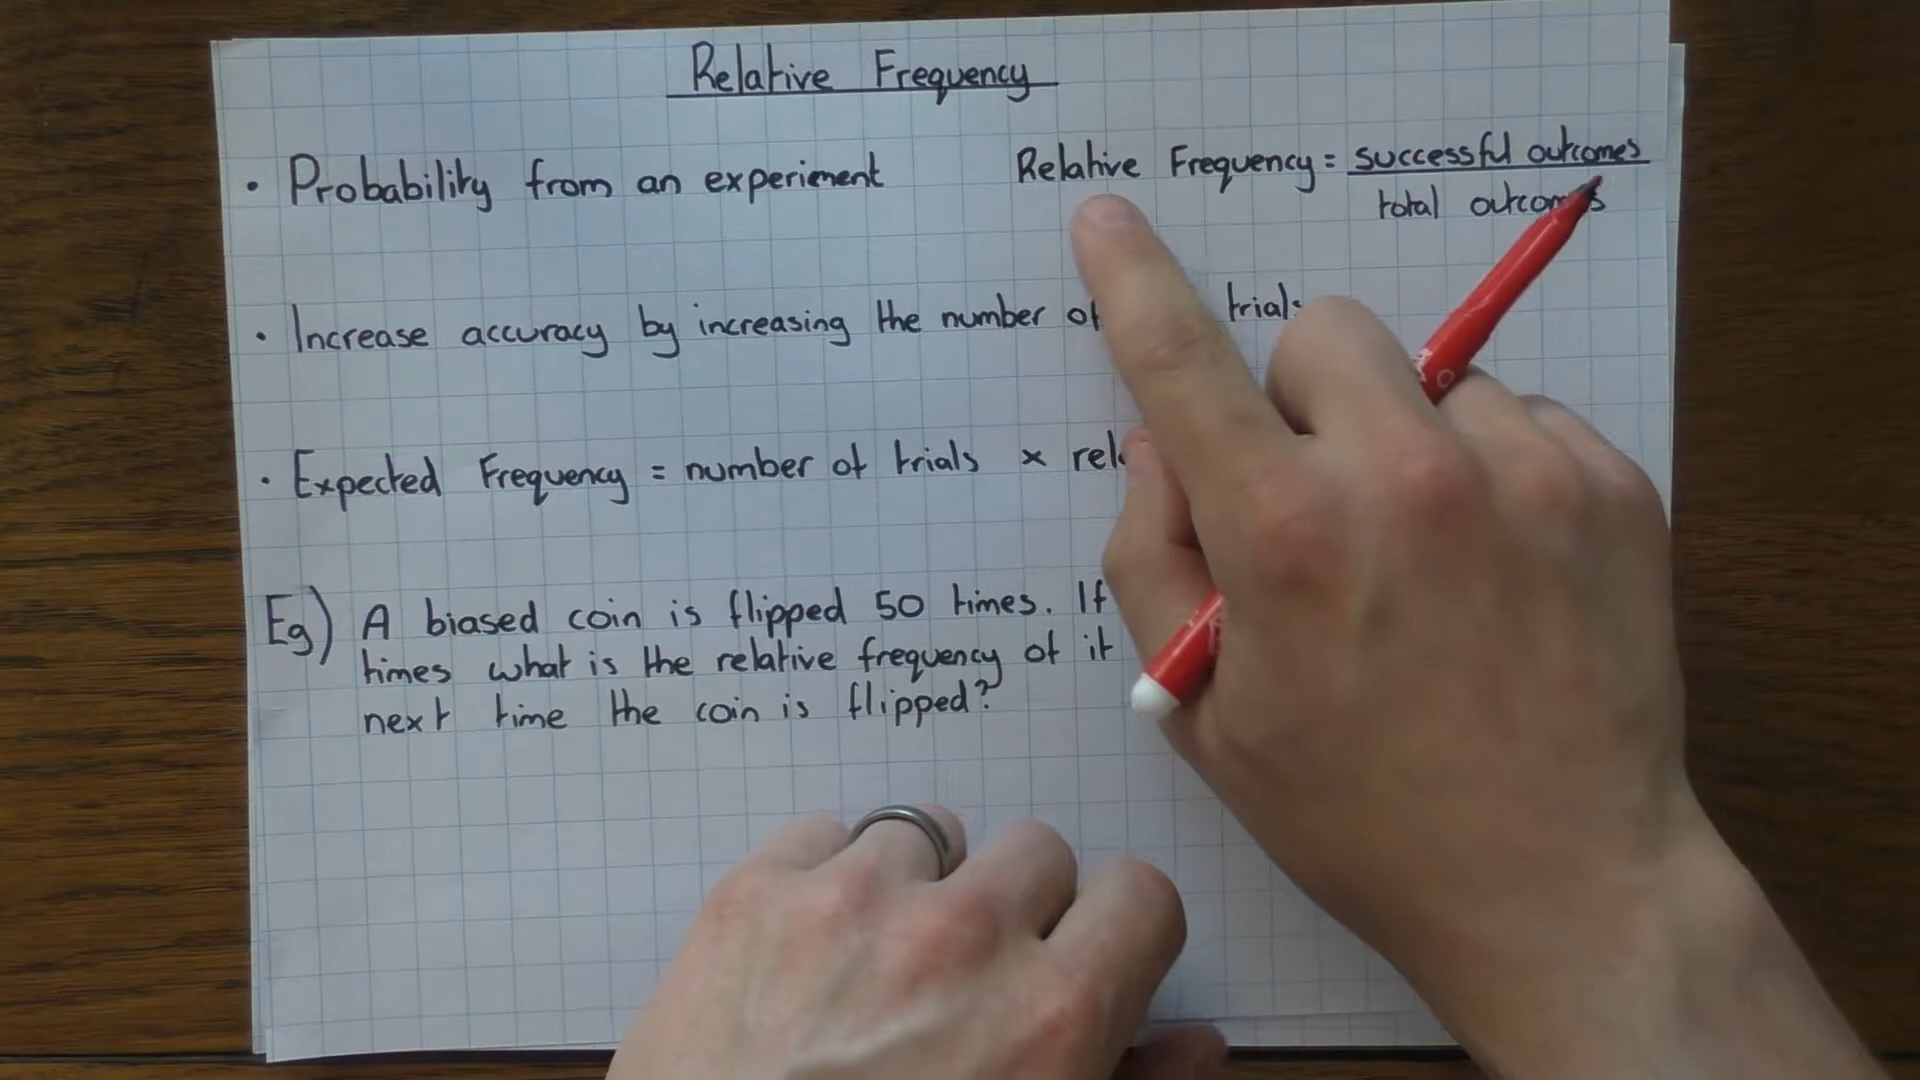 Relative Frequency
• Probability from an experiment
Relative Frequency = successful outcomes
total outcomes
• Increase accuracy by increasing the number of trials
• Expected Frequency = number of trials ×
Eg) A biased coin is flipped 50 times. If
times what is the relative frequency of it
next time the coin is flipped?